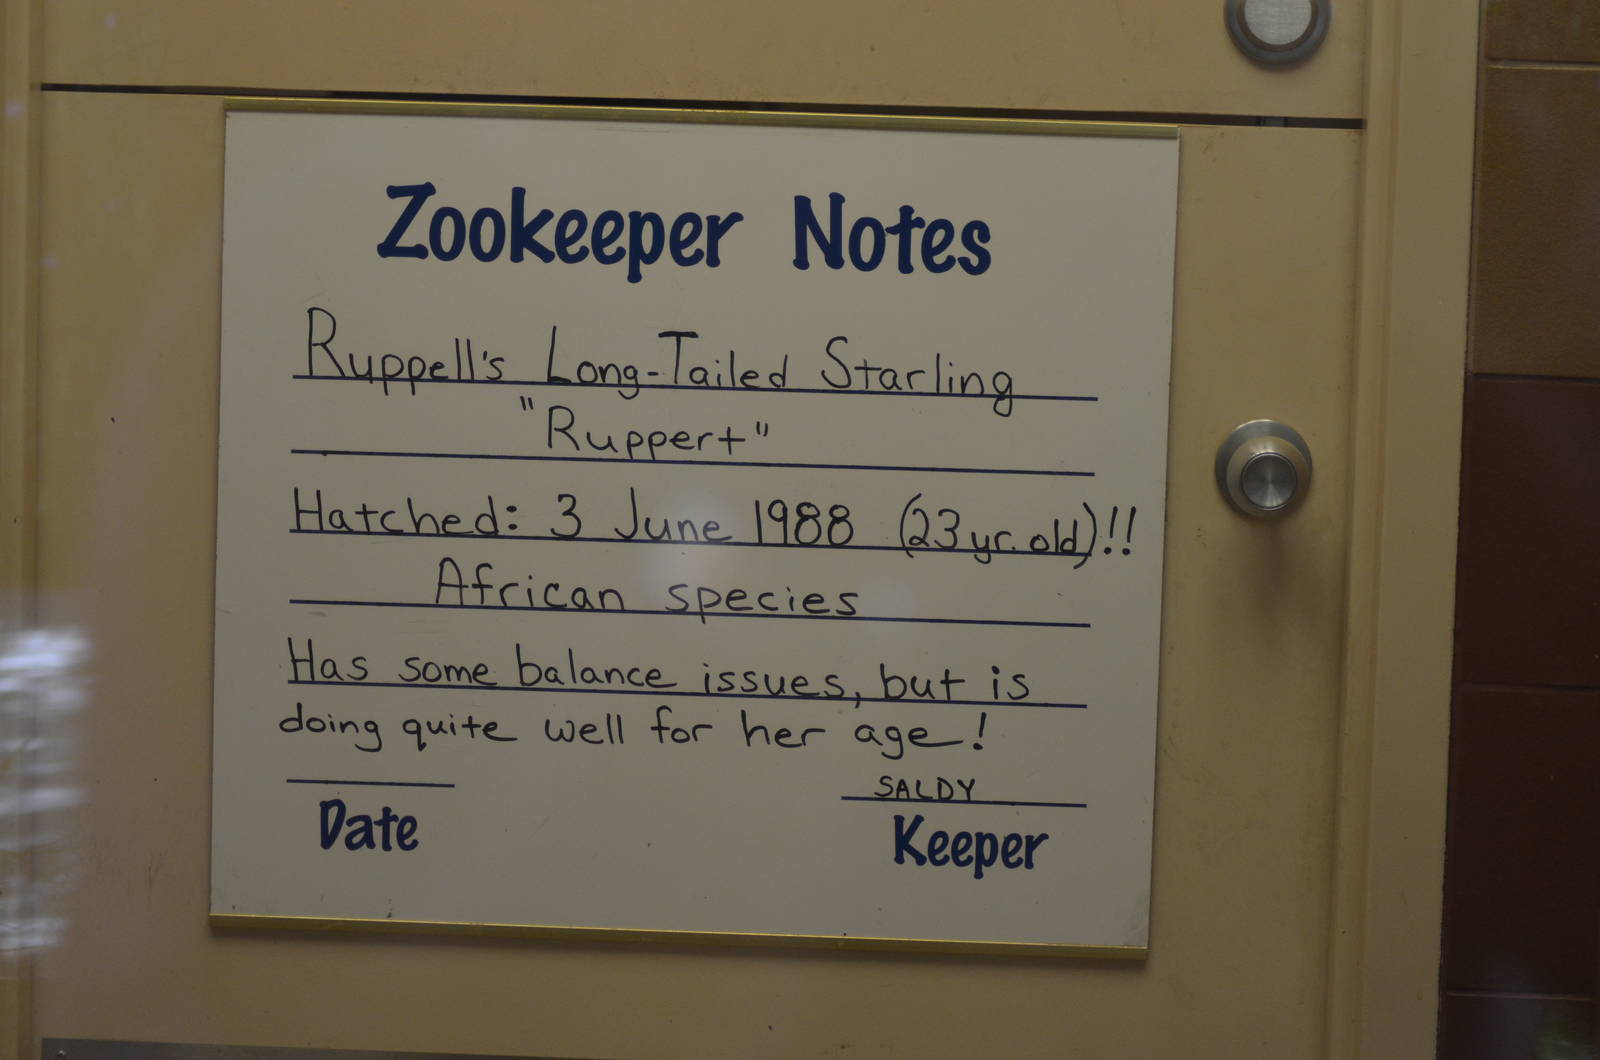 Zookeeper Notes
Ruppell's Long-Tailed Starling
"Ruppert"
Hatched: 3 June 1988 (23 yr. old)!!
African species
Has some balance issues, but is
doing quite well for her age!
SALDY
Date
Keeper